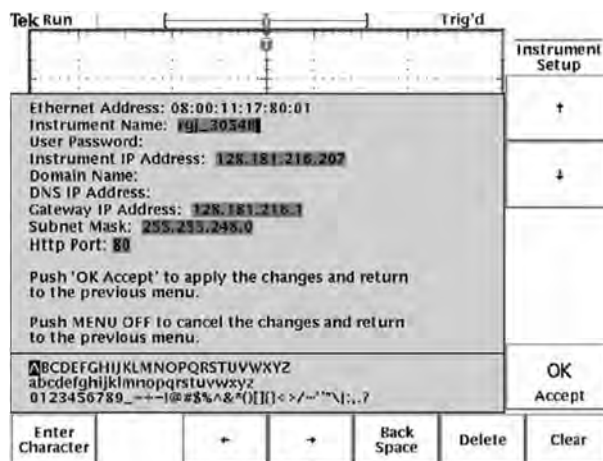 Tek Run Trig'd
Instrument
Setup
Ethernet Address: 08:00:11:17:80:01
Instrument Name:
User Password:
Instrument IP Address: 128.181.216.207
Domain Name:
DNS IP Address:
Gateway IP Address: 128.181.216.1
Subnet Mask: 255.255.248.0
Http Port: 80
Push 'OK Accept' to apply the changes and return
to the previous menu.
Push MENU OFF to cancel the changes and return
to the previous menu.
ABCDEFGHIJKLMNOPQRSTUVWXYZ
abcdefghijklmnopqrstuvwxyz
OK
Accept
Enter
Character
← → Back
Space
Delete
Clear
↑
↓